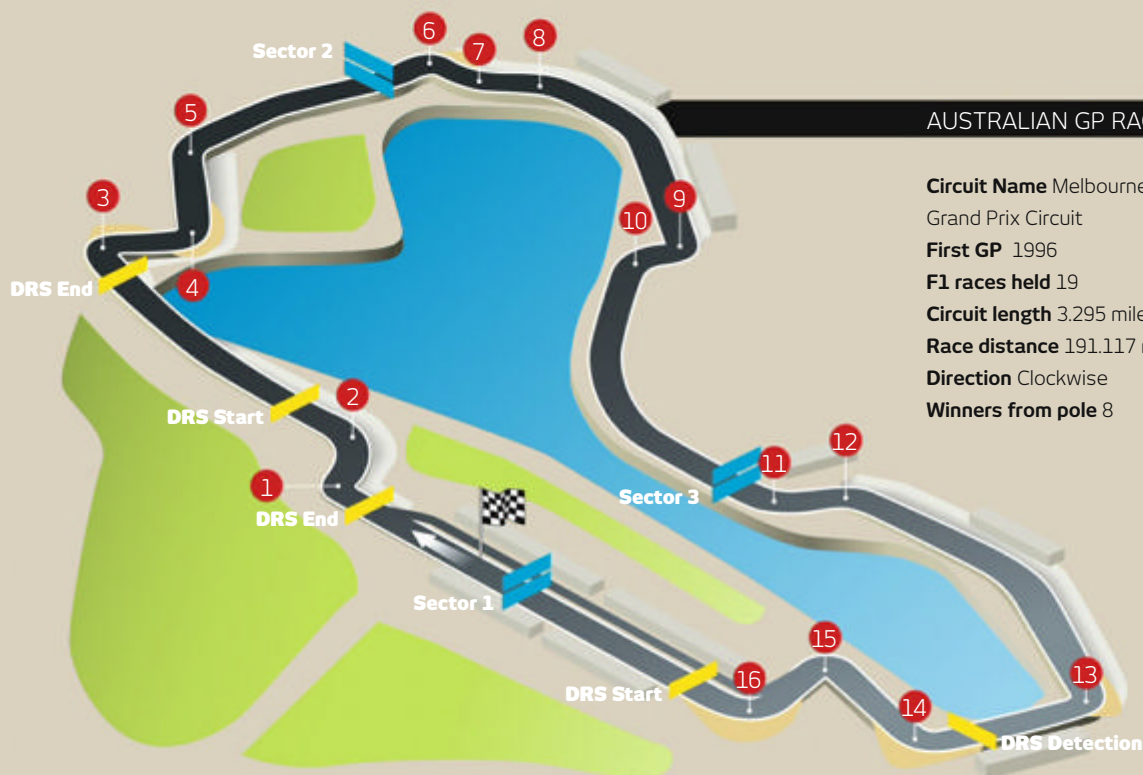 6
7
8
Sector 2
5
AUSTRALIAN GP
Circuit Name Melbourne
Grand Prix Circuit
First GP 1996
F1 races held 19
Circuit length 3.295
Race distance 191.117
Direction Clockwise
Winners from pole 8
3
9
10
DRS End
4
DRS Start
2
12
11
1
Sector 3
DRS End
Sector 1
15
DRS Start
16
13
14
DRS Detection